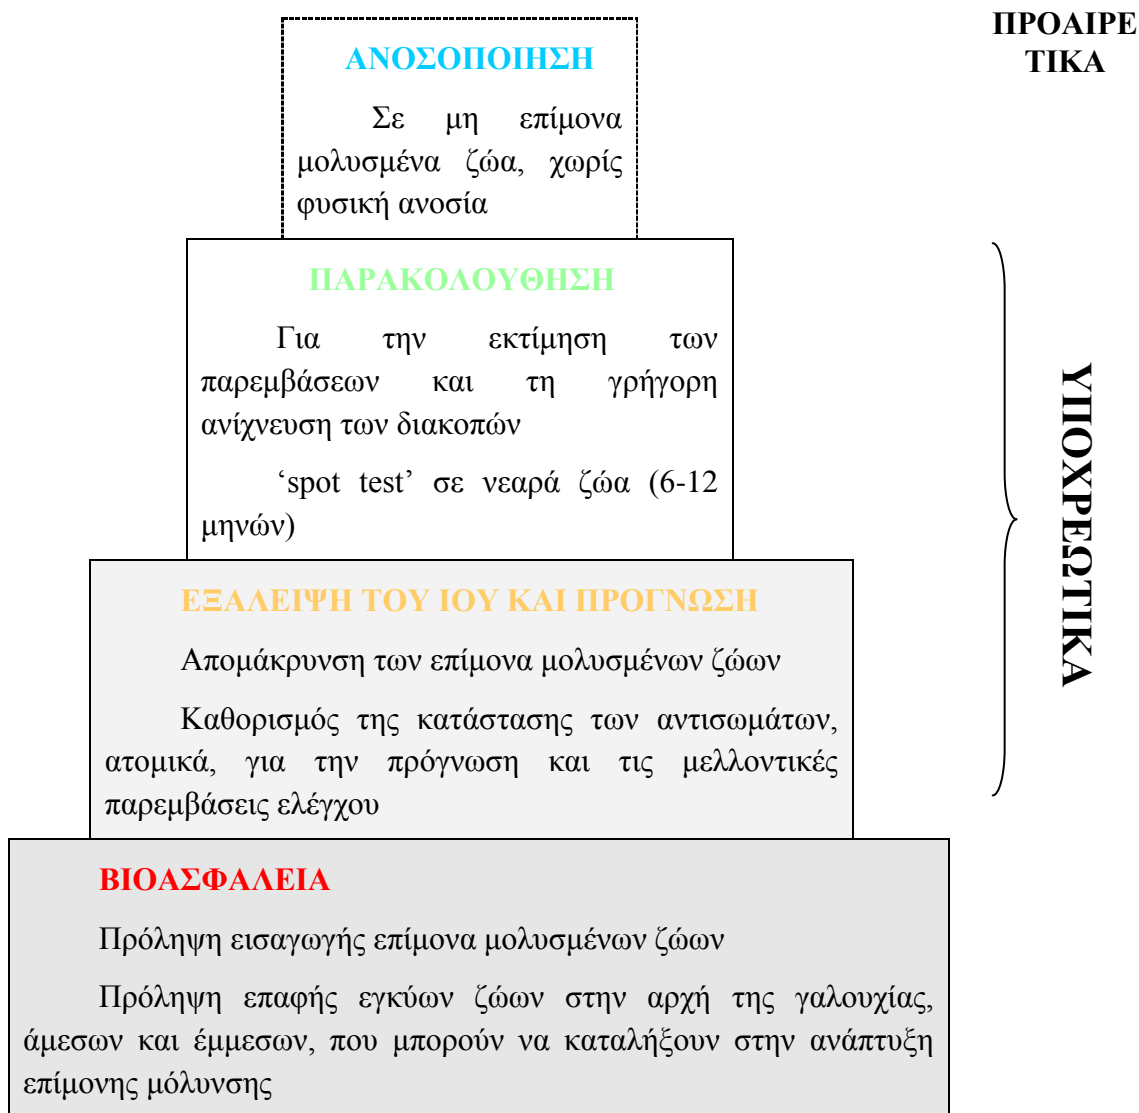 ΠΡΟΑΙΡΕ
ΤΙΚΑ
ΑΝΟΣΟΠΟΙΗΣΗ
Σε μη επίμονα
μολυσμένα ζώα, χωρίς
φυσική ανοσία
ΠΑΡΑΚΟΛΟΥΘΗΣΗ
Για την εκτίμηση των
παρεμβάσεων και τη γρήγορη
ανίχνευση των διακοπών
‘spot test’ σε νεαρά ζώα (6-12
μηνών)
ΥΠΟΧΡΕΩΤΙΚΑ
ΕΞΑΛΕΙΨΗ ΤΟΥ ΙΟΥ ΚΑΙ ΠΡΟΓΝΩΣΗ
Απομάκρυνση των επίμονα μολυσμένων ζώων
Καθορισμός της κατάστασης των αντισωμάτων,
ατομικά, για την πρόγνωση και τις μελλοντικές
παρεμβάσεις ελέγχου
ΒΙΟΑΣΦΑΛΕΙΑ
Πρόληψη εισαγωγής επίμονα μολυσμένων ζώων
Πρόληψη επαφής εγκύων ζώων στην αρχή της γαλουχίας,
άμεσων και έμμεσων, που μπορούν να καταλήξουν στην ανάπτυξη
επίμονης μόλυνσης